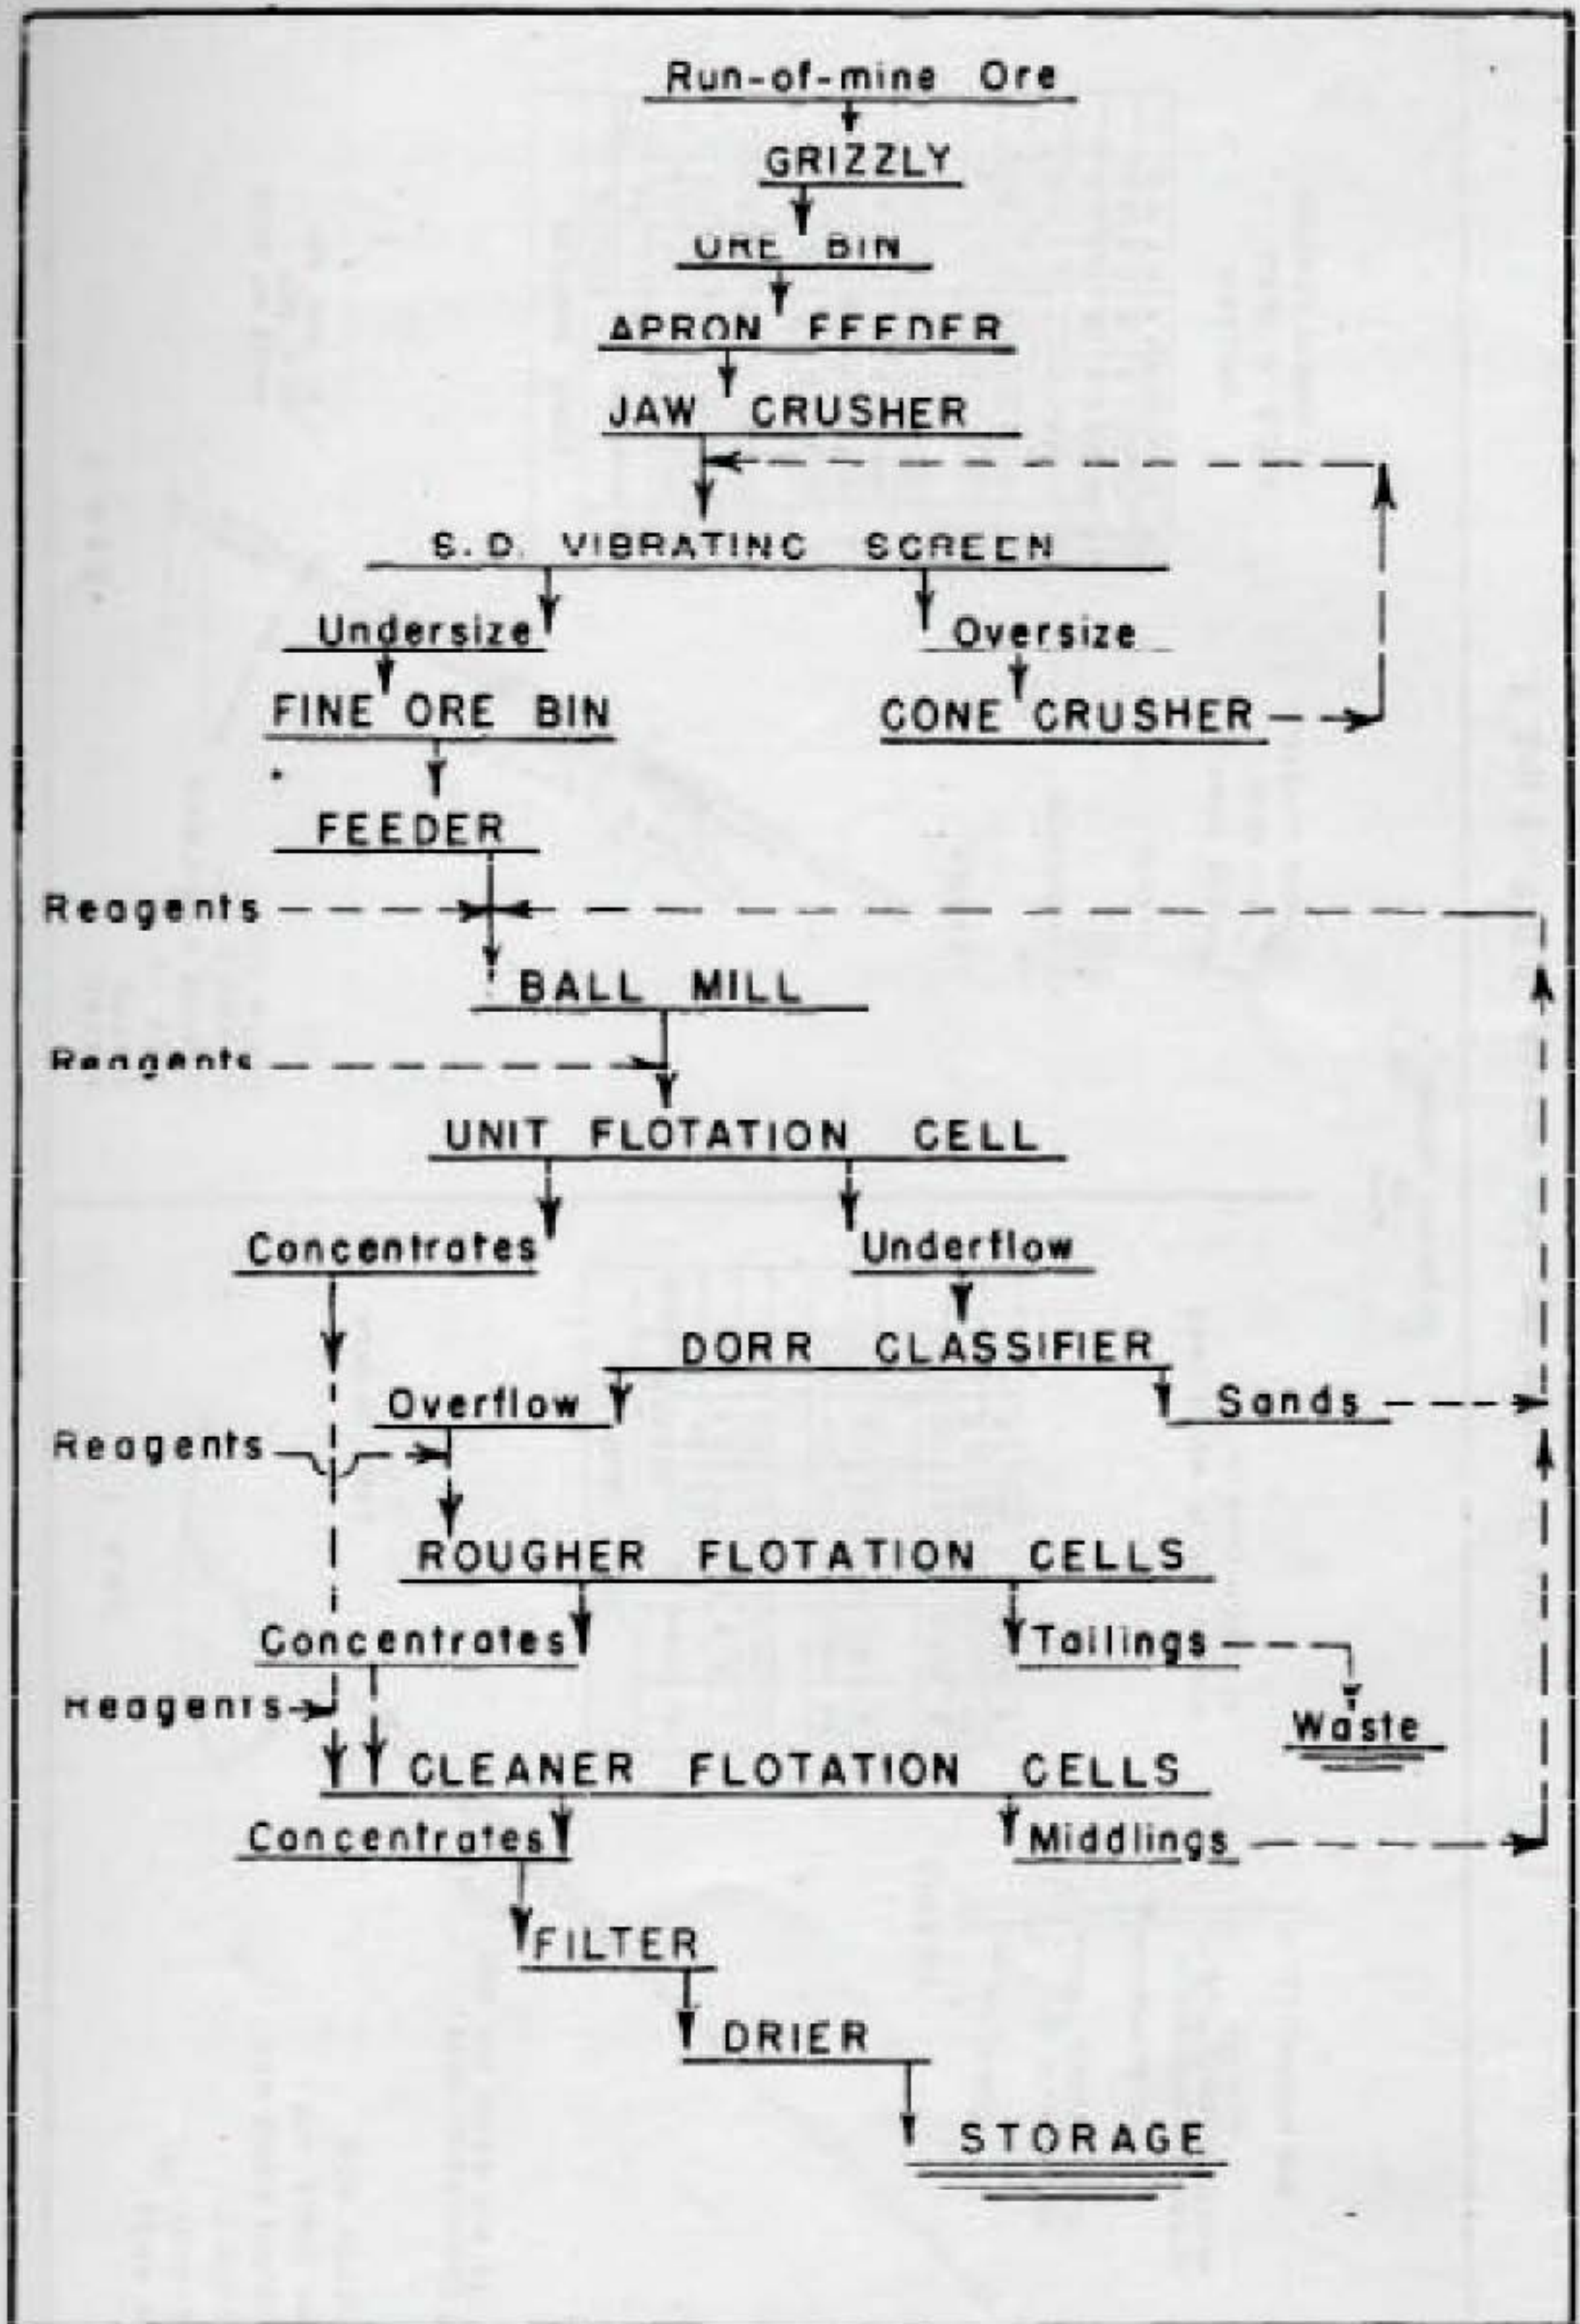 Run-of-mine Ore
GRIZZLY
ORE BIN
APRON FEEDER
JAW CRUSHER
S.D. VIBRATING SCREEN
Undersize
Oversize
FINE ORE BIN
CONE CRUSHER
FEEDER
Reagents
BALL MILL
Reagents
UNIT FLOTATION CELL
Concentrates
Underflow
DORR CLASSIFIER
Overflow
Sands
Reagents
ROUGHER FLOTATION CELLS
Concentrates
Tailings
Reagents
Waste
CLEANER FLOTATION CELLS
Concentrates
Middlings
FILTER
DRIER
STORAGE